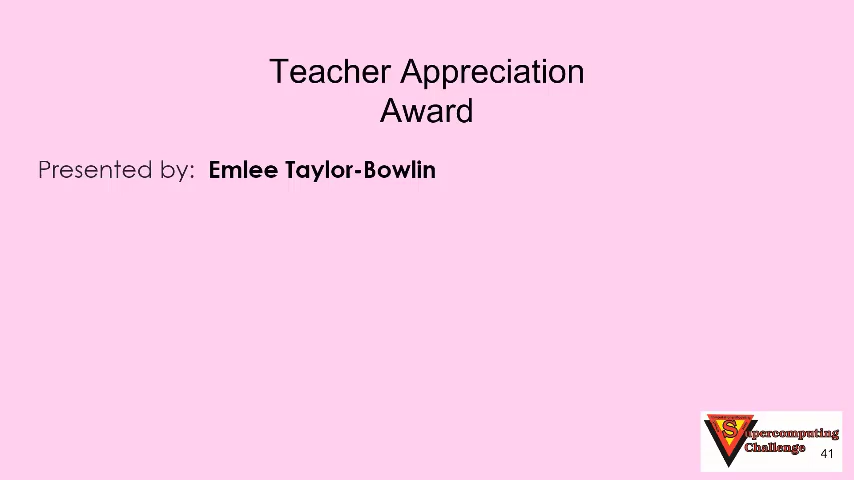 Teacher Appreciation
Award
Presented by: Emlee Taylor-Bowlin
Supercomputing
Challenge
41